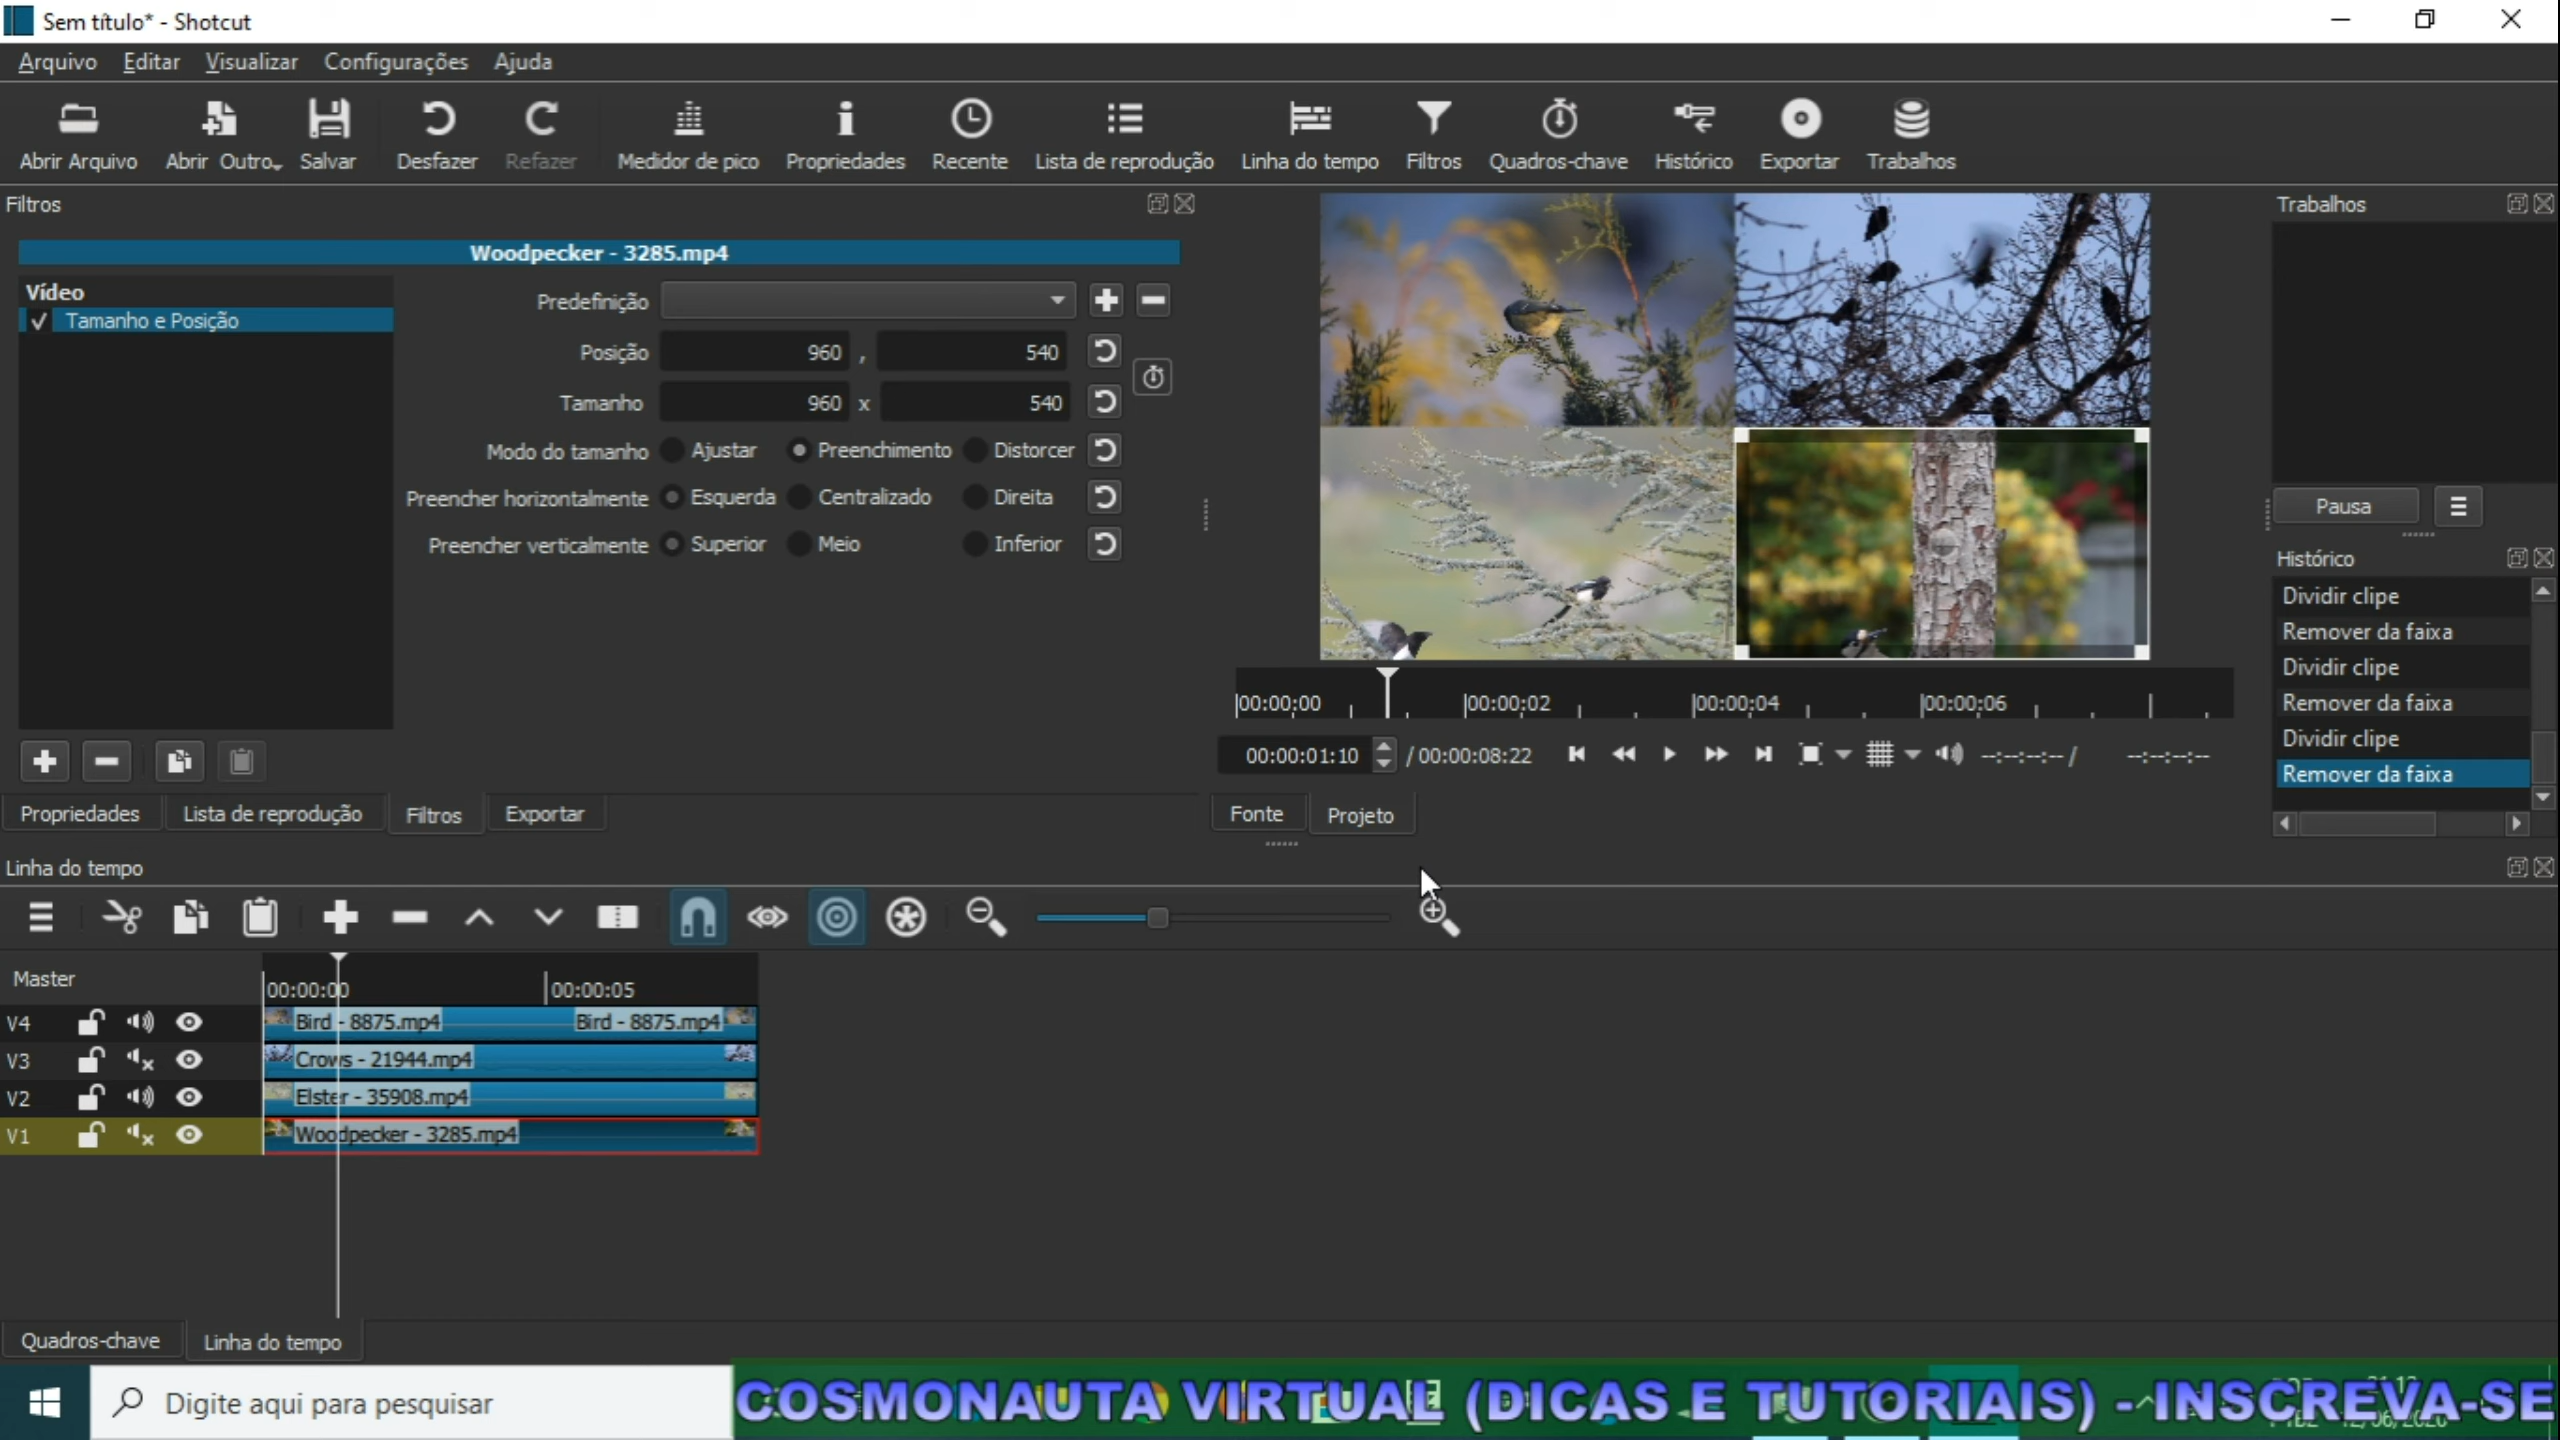 Sem título* - Shotcut
Arquivo Editar Visualizar Configurações Ajuda
Abrir Arquivo Abrir Outro Salvar Desfazer Refazer Medidor de pico Propriedades Recente Lista de reprodução Linha do tempo Filtros Quadros-chave Histórico Exportar Trabalhos
Filtros
Woodpecker - 3285.mp4
Vídeo
Tamanho e Posição
Predefinição
Posição 960 , 540
Tamanho 960 x 540
Modo do tamanho Ajustar Preenchimento Distorcer
Preencher horizontalmente Esquerda Centralizado Direita
Preencher verticalmente Superior Meio Inferior
Propriedades Lista de reprodução Filtros Exportar
00:00:00 00:00:02 00:00:04 00:00:06
00:00:01:10 / 00:00:08:22 --:--:--:-- / --:--:--:--
Fonte Projeto
Trabalhos
Pausa
Histórico
Dividir clipe
Remover da faixa
Dividir clipe
Remover da faixa
Dividir clipe
Remover da faixa
Linha do tempo
Master 00:00:00 00:00:05
V4 Bird - 8875.mp4 Bird - 8875.mp4
V3 Crows - 21944.mp4
V2 Elster - 35908.mp4
V1 Woodpecker - 3285.mp4
Quadros-chave Linha do tempo
Digite aqui para pesquisar
COSMONAUTA VIRTUAL (DICAS E TUTORIAIS) - INSCREVA-SE